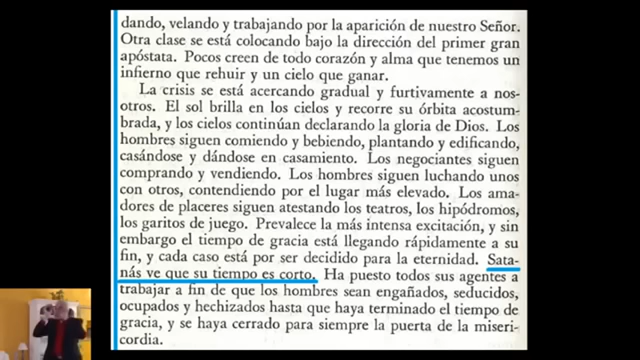 dando, velando y trabajando por la aparición de nuestro Señor.
Otra clase se está colocando bajo la dirección del primer gran
apóstata. Pocos creen de todo corazón y alma que tenemos un
infierno que rehuir y un cielo que ganar.
La crisis se está acercando gradual y furtivamente a nos-
otros. El sol brilla en los cielos y recorre su órbita acostum-
brada, y los cielos continúan declarando la gloria de Dios. Los
hombres siguen comiendo y bebiendo, plantando y edificando,
casándose y dándose en casamiento. Los negociantes siguen
comprando y vendiendo. Los hombres siguen luchando unos
con otros, contendiendo por el lugar más elevado. Los ama-
dores de placeres siguen atestando los teatros, los hipódromos,
los garitos de juego. Prevalece la más intensa excitación, y sin
embargo el tiempo de gracia está llegando rápidamente a su
fin, y cada caso está por ser decidido para la eternidad. Sata-
nás ve que su tiempo es corto. Ha puesto todos sus agentes a
trabajar a fin de que los hombres sean engañados, seducidos,
ocupados y hechizados hasta que haya terminado el tiempo de
gracia, y se haya cerrado para siempre la puerta de la miseri-
cordia.